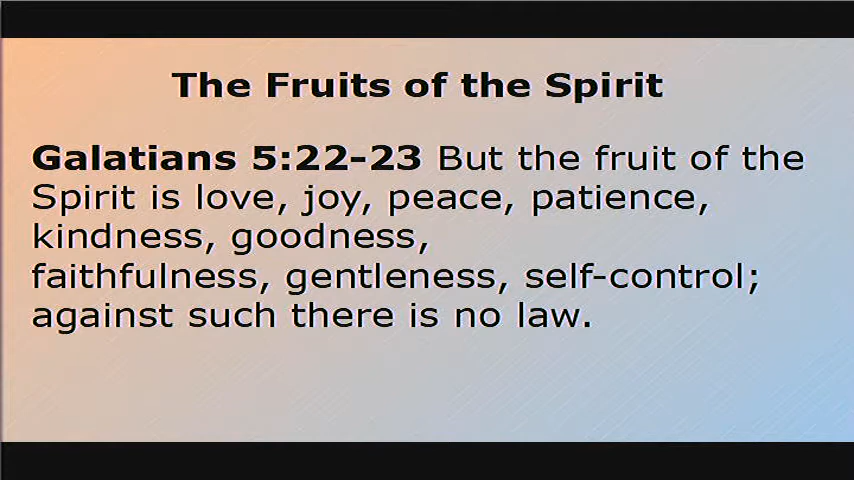 The Fruits of the Spirit
Galatians 5:22-23 But the fruit of the
Spirit is love, joy, peace, patience,
kindness, goodness,
faithfulness, gentleness, self-control;
against such there is no law.